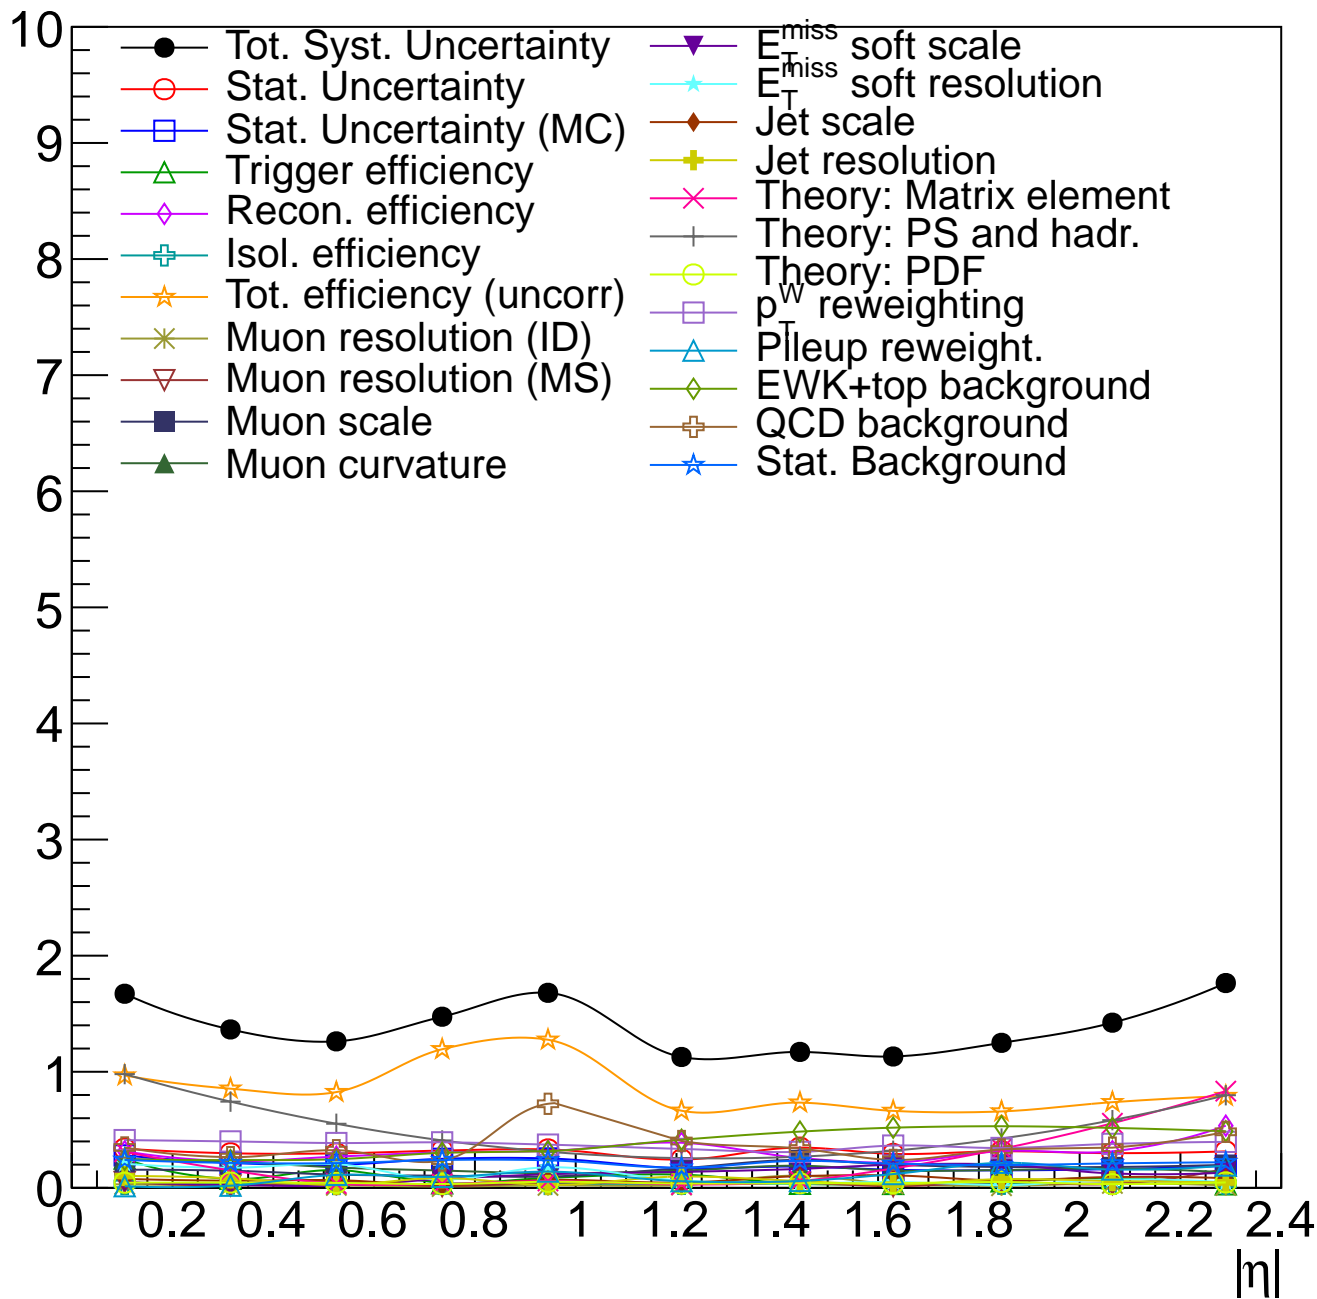 10
9
8
7
6
5
4
3
2
1
0
Tot. Syst. Uncertainty
Stat. Uncertainty
Stat. Uncertainty (MC)
Trigger efficiency
Recon. efficiency
Isol. efficiency
Tot. efficiency (uncorr)
Muon resolution (ID)
Muon resolution (MS)
Muon scale
Muon curvature
E_T^miss soft scale
E_T^miss soft resolution
Jet scale
Jet resolution
Theory: Matrix element
Theory: PS and hadr.
Theory: PDF
p_T^W reweighting
Pileup reweight.
EWK+top background
QCD background
Stat. Background
0 0.2 0.4 0.6 0.8 1 1.2 1.4 1.6 1.8 2 2.2 2.4
|η|